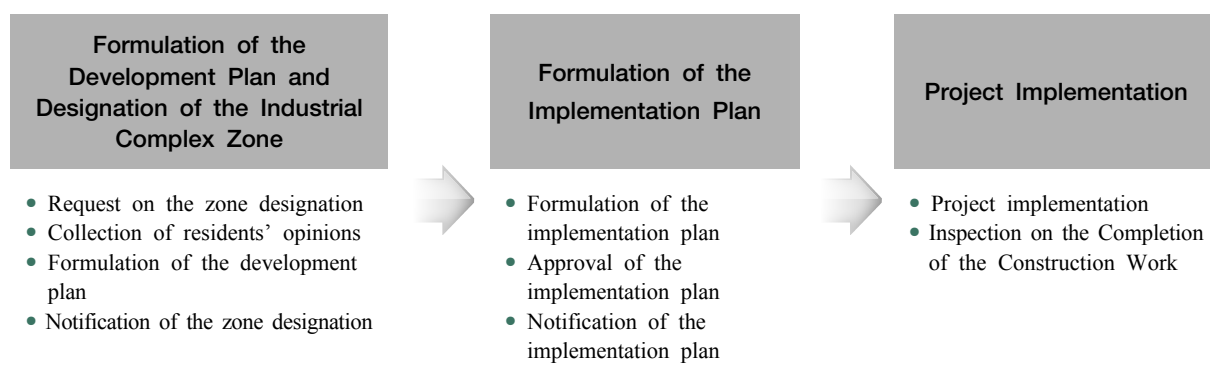 Formulation of the
Development Plan and
Designation of the Industrial
Complex Zone
• Request on the zone designation
• Collection of residents’ opinions
• Formulation of the development
plan
• Notification of the zone designation
Formulation of the
Implementation Plan
• Formulation of the
implementation plan
• Approval of the
implementation plan
• Notification of the
implementation plan
Project Implementation
• Project implementation
• Inspection on the Completion
of the Construction Work